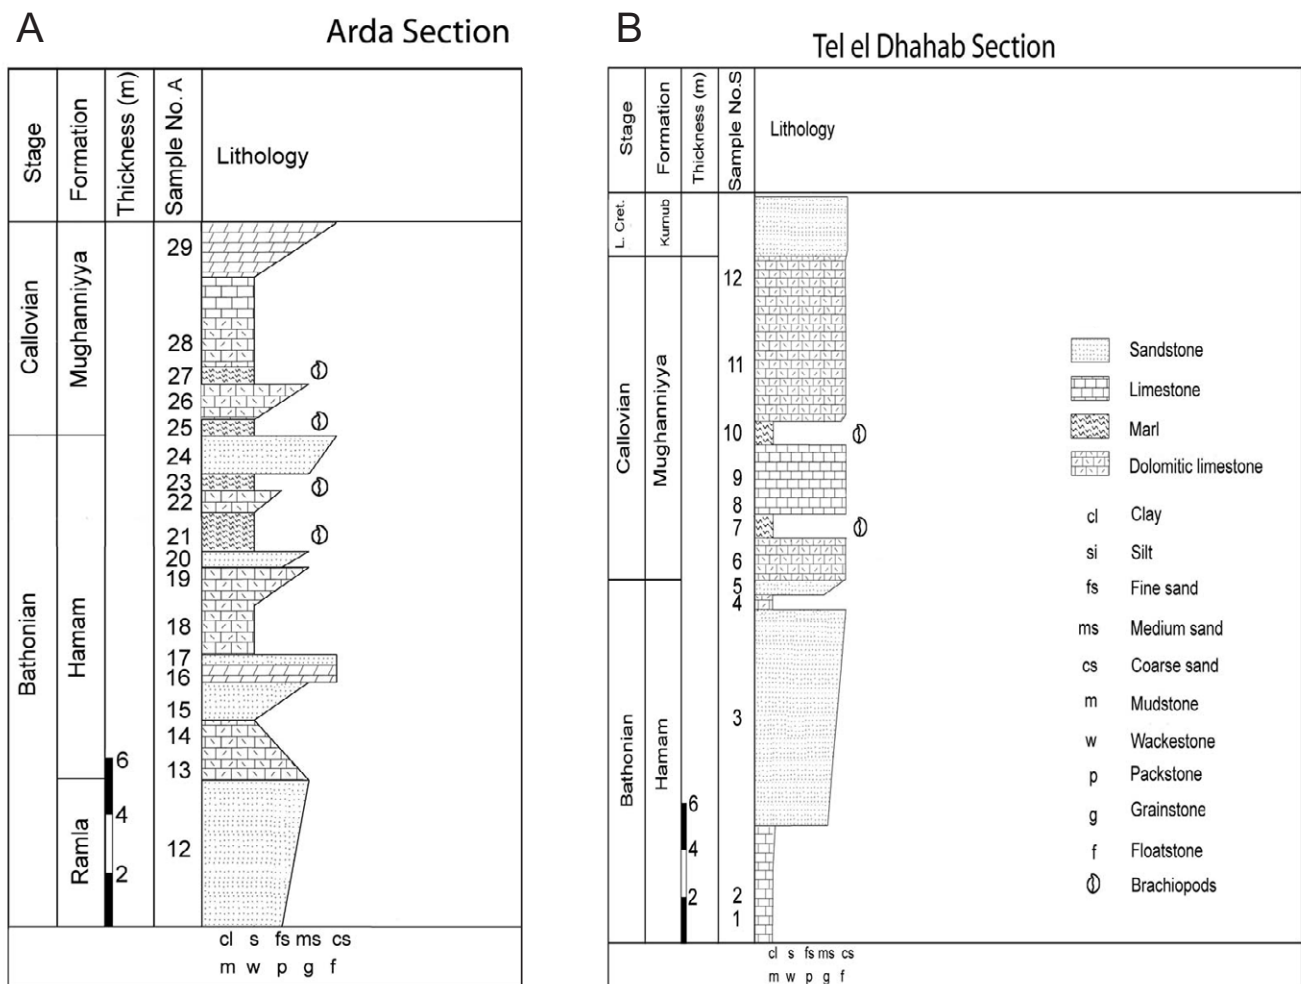 A
Arda Section
Stage
Formation
Thickness (m)
Sample No. A
Lithology
Callovian
Bathonian
Mughanniyya
Hamam
Ramla
6
4
2
29
28
27
26
25
24
23
22
21
20
19
18
17
16
15
14
13
12
cl s fs ms cs
m w p g f
B
Tel el Dhahab Section
Stage
Formation
Thickness (m)
Sample No.S
Lithology
L. Cret.
Callovian
Bathonian
Kurnub
Mughanniyya
Hamam
6
4
2
12
11
10
9
8
7
6
5
4
3
2
1
cl s fs ms cs
m w p g f
Sandstone
Limestone
Marl
Dolomitic limestone
cl Clay
si Silt
fs Fine sand
ms Medium sand
cs Coarse sand
m Mudstone
w Wackestone
p Packstone
g Grainstone
f Floatstone
Brachiopods